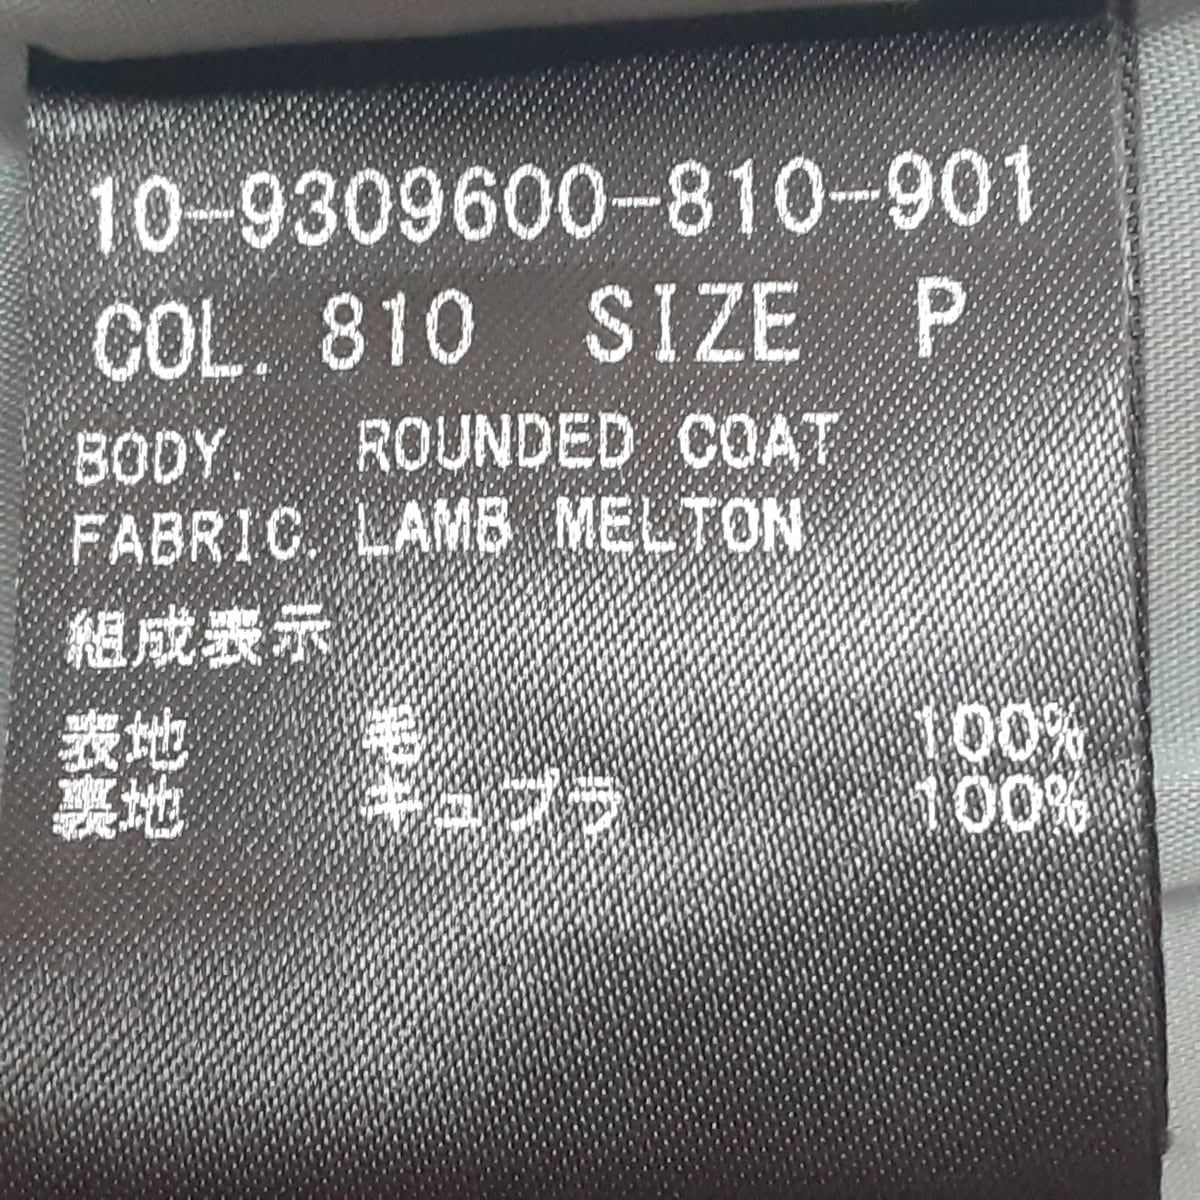 10-9309600-810-901
COL. 810 SIZE P
BODY. ROUNDED COAT
FABRIC. LAMB MELTON
組成表示
表地 毛 100%
裏地 キュプラ 100%